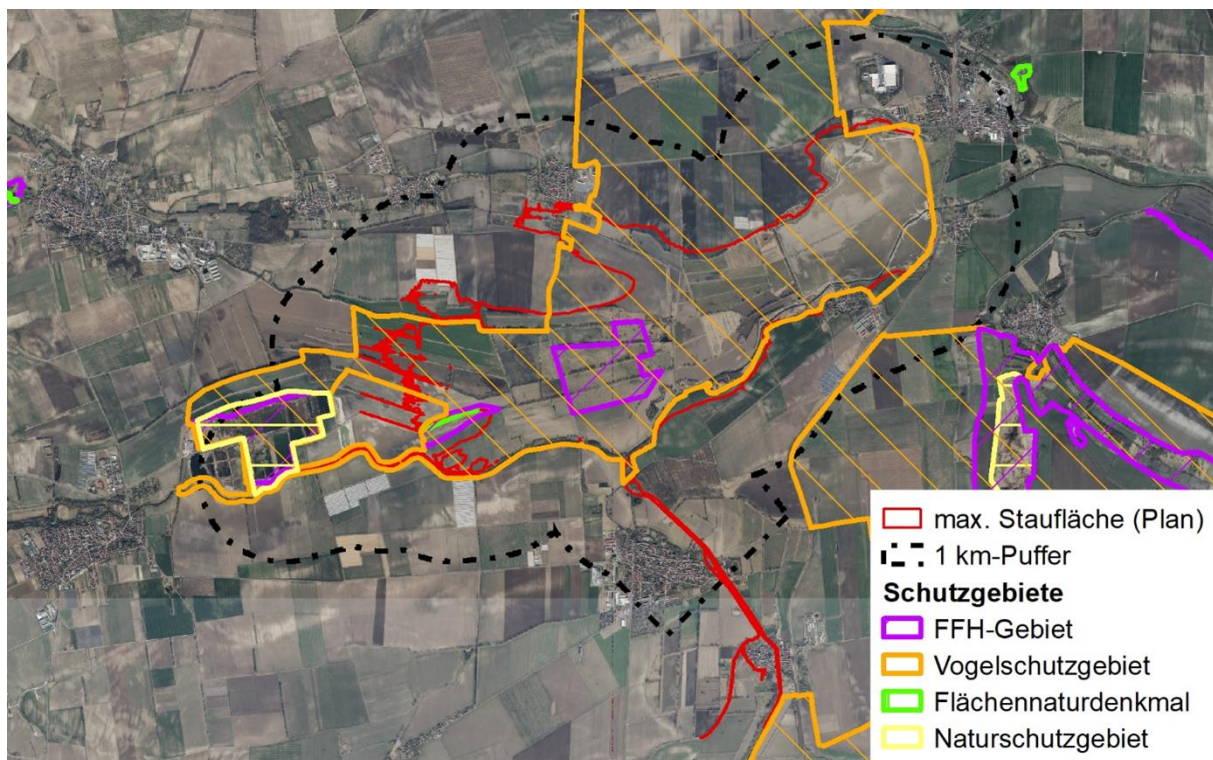 max. Staufläche (Plan)
1 km-Puffer
Schutzgebiete
FFH-Gebiet
Vogelschutzgebiet
Flächennaturdenkmal
Naturschutzgebiet